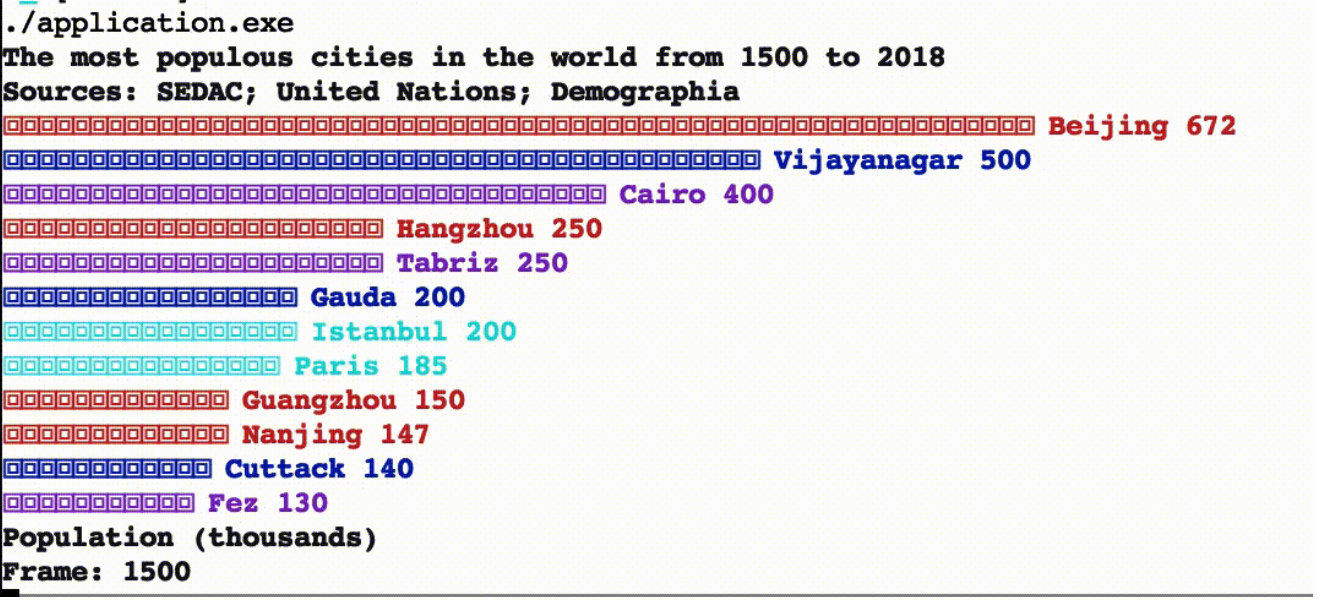 ./application.exe
The most populous cities in the world from 1500 to 2018
Sources: SEDAC; United Nations; Demographia
Beijing 672
Vijayanagar 500
Cairo 400
Hangzhou 250
Tabriz 250
Gauda 200
Istanbul 200
Paris 185
Guangzhou 150
Nanjing 147
Cuttack 140
Fez 130
Population (thousands)
Frame: 1500